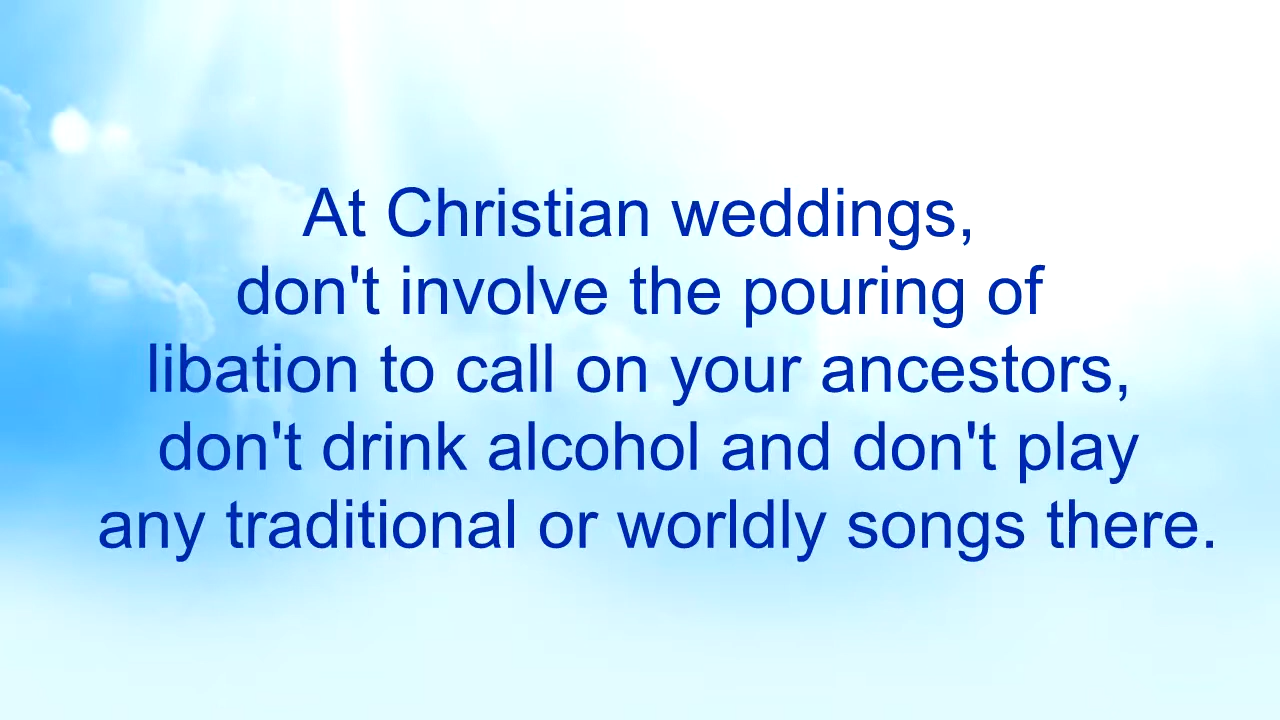 At Christian weddings,
don't involve the pouring of
libation to call on your ancestors,
don't drink alcohol and don't play
any traditional or worldly songs there.